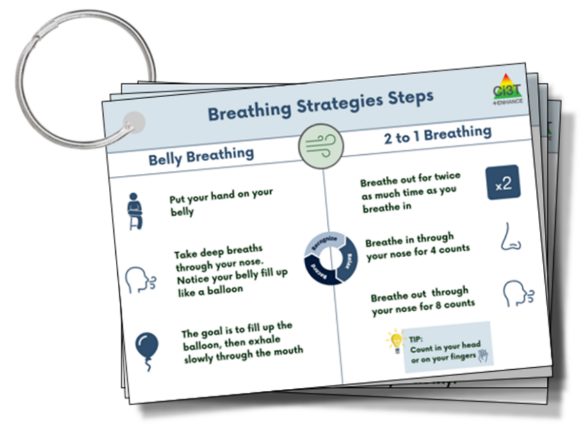 Breathing Strategies Steps
CI3T
ENHANCE
Belly Breathing
Put your hand on your
belly
Take deep breaths
through your nose.
Notice your belly fill up
like a balloon
The goal is to fill up the
balloon, then exhale
slowly through the mouth
2 to 1 Breathing
Breathe out for twice
as much time as you
breathe in
x2
Breathe in through
your nose for 4 counts
Breathe out through
your nose for 8 counts
TIP:
Count in your head
or on your fingers
Recognize
Relax